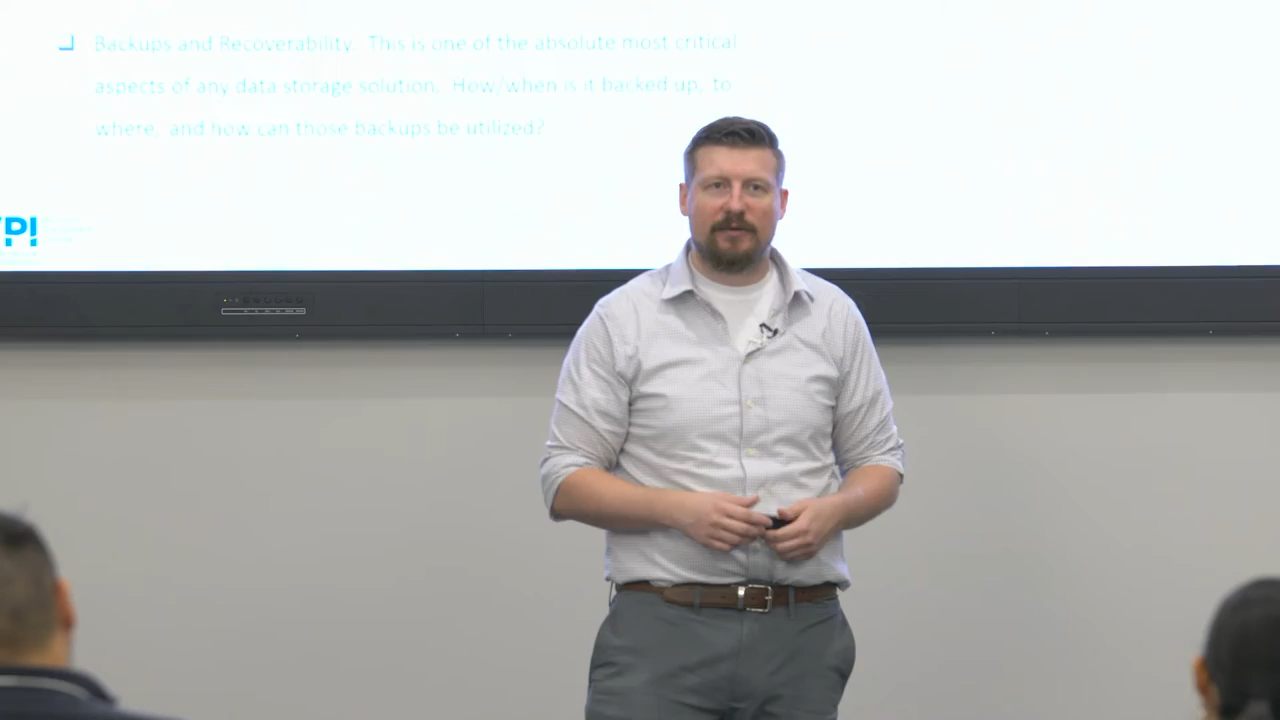 Backups and Recoverability. This is one of the absolute most critical
aspects of any data storage solution. How/when is it backed up, to
where, and how can those backups be utilized?
PI